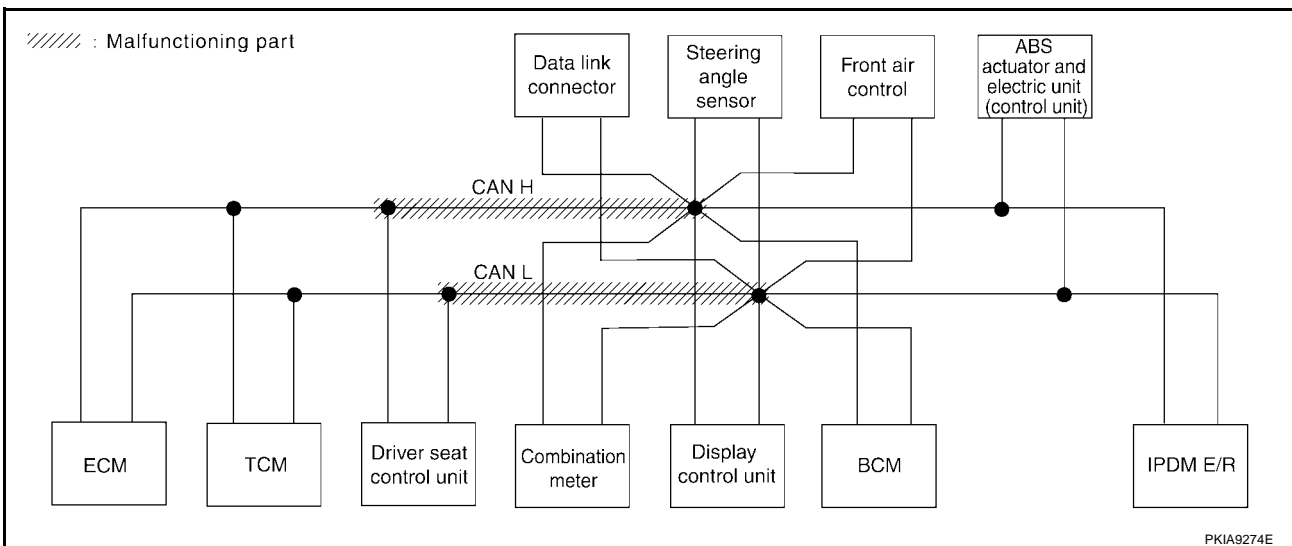 : Malfunctioning part
Data link
connector
Steering
angle
sensor
Front air
control
ABS
actuator and
electric unit
(control unit)
CAN H
CAN L
ECM
TCM
Driver seat
control unit
Combination
meter
Display
control unit
BCM
IPDM E/R
PKIA9274E